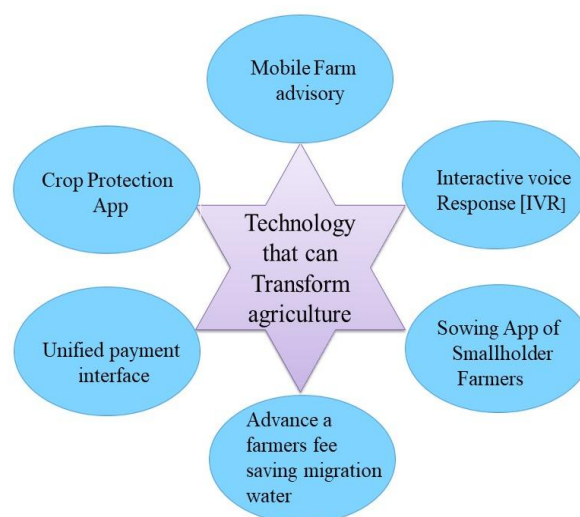 Mobile Farm
advisory
Crop Protection
App
Interactive voice
Response [IVR]
Technology
that can
Transform
agriculture
Unified payment
interface
Sowing App of
Smallholder
Farmers
Advance a
farmers fee
saving migration
water